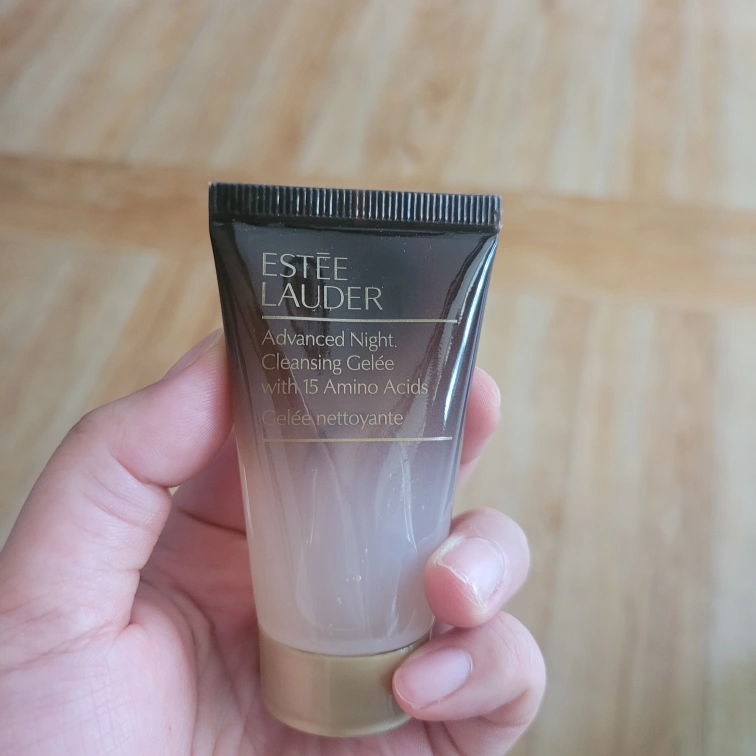 ESTĒE
LAUDER
Advanced Night
Cleansing Gelée
with 15 Amino Acids
Gelée nettoyante